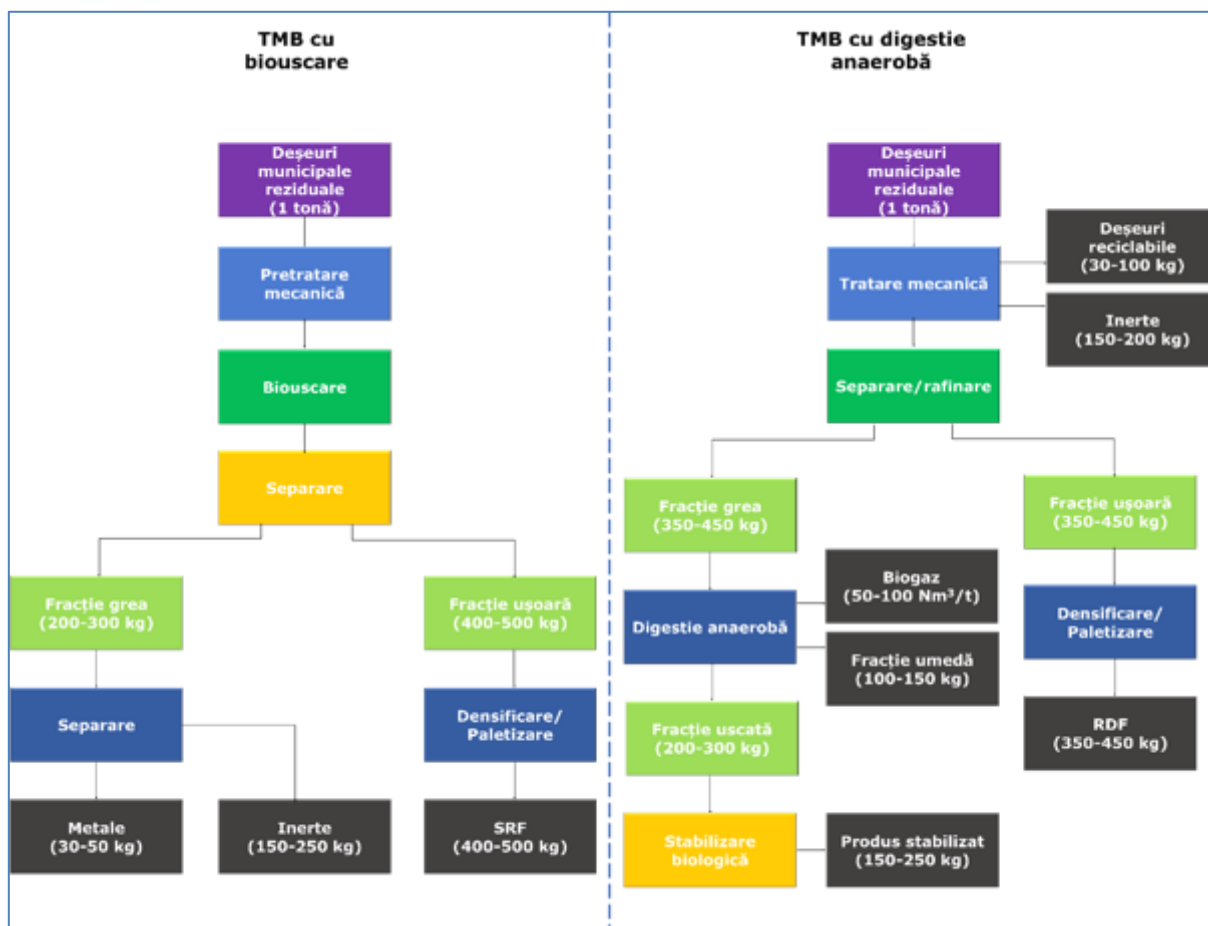 TMB cu
biouscare
Deșeuri
municipale
reziduale
(1 tonă)
Pretratare
mecanică
Biouscare
Separare
Fracție grea
(200-300 kg)
Fracție ușoară
(400-500 kg)
Separare
Densificare/
Paletizare
Metale
(30-50 kg)
Inerte
(150-250 kg)
SRF
(400-500 kg)
TMB cu digestie
anaerobă
Deșeuri
municipale
reziduale
(1 tonă)
Deșeuri
reciclabile
(30-100 kg)
Tratare mecanică
Inerte
(150-200 kg)
Separare/rafinare
Fracție grea
(350-450 kg)
Fracție ușoară
(350-450 kg)
Biogaz
(50-100 Nm³/t)
Digestie anaerobă
Fracție umedă
(100-150 kg)
Densificare/
Paletizare
Fracție uscată
(200-300 kg)
RDF
(350-450 kg)
Stabilizare
biologică
Produs stabilizat
(150-250 kg)